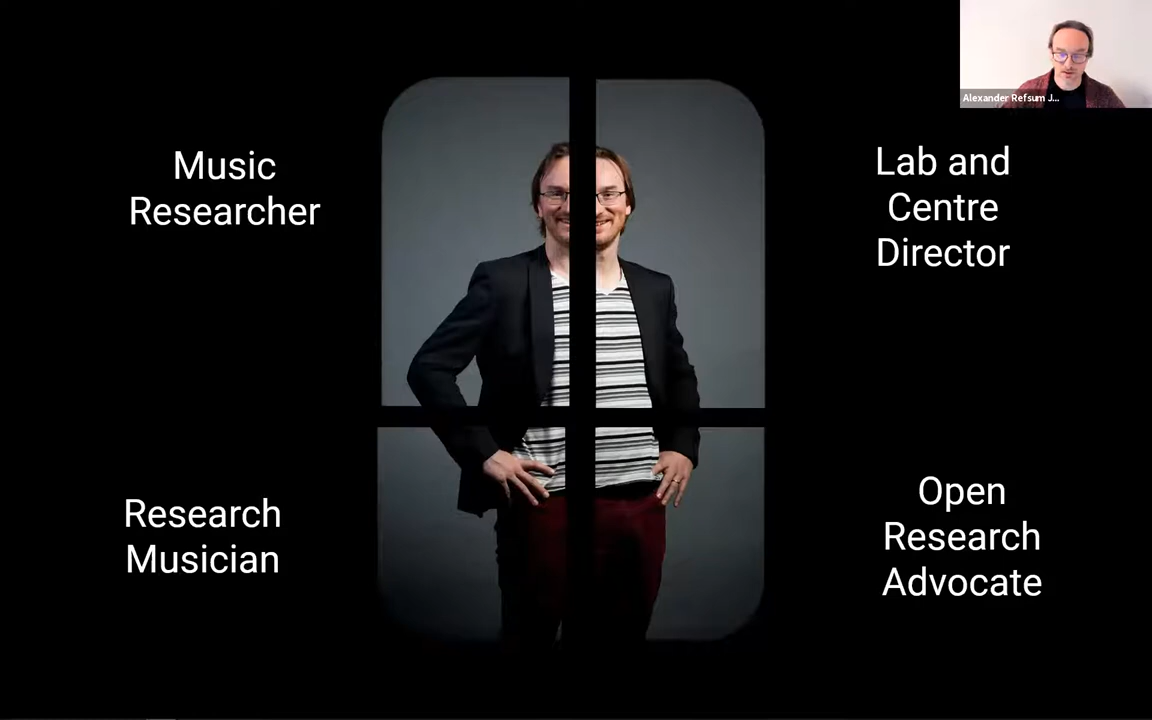 Alexander Refsum J...
Music
Researcher
Lab and
Centre
Director
Research
Musician
Open
Research
Advocate